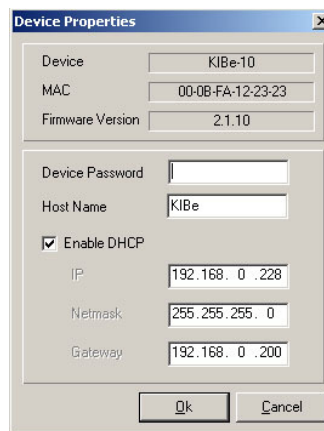 Device Properties
Device KIBe-10
MAC 00-0B-FA-12-23-23
Firmware Version 2.1.10
Device Password
Host Name KIBe
Enable DHCP
IP 192.168. 0 .228
Netmask 255.255.255. 0
Gateway 192.168. 0 .200
Ok Cancel